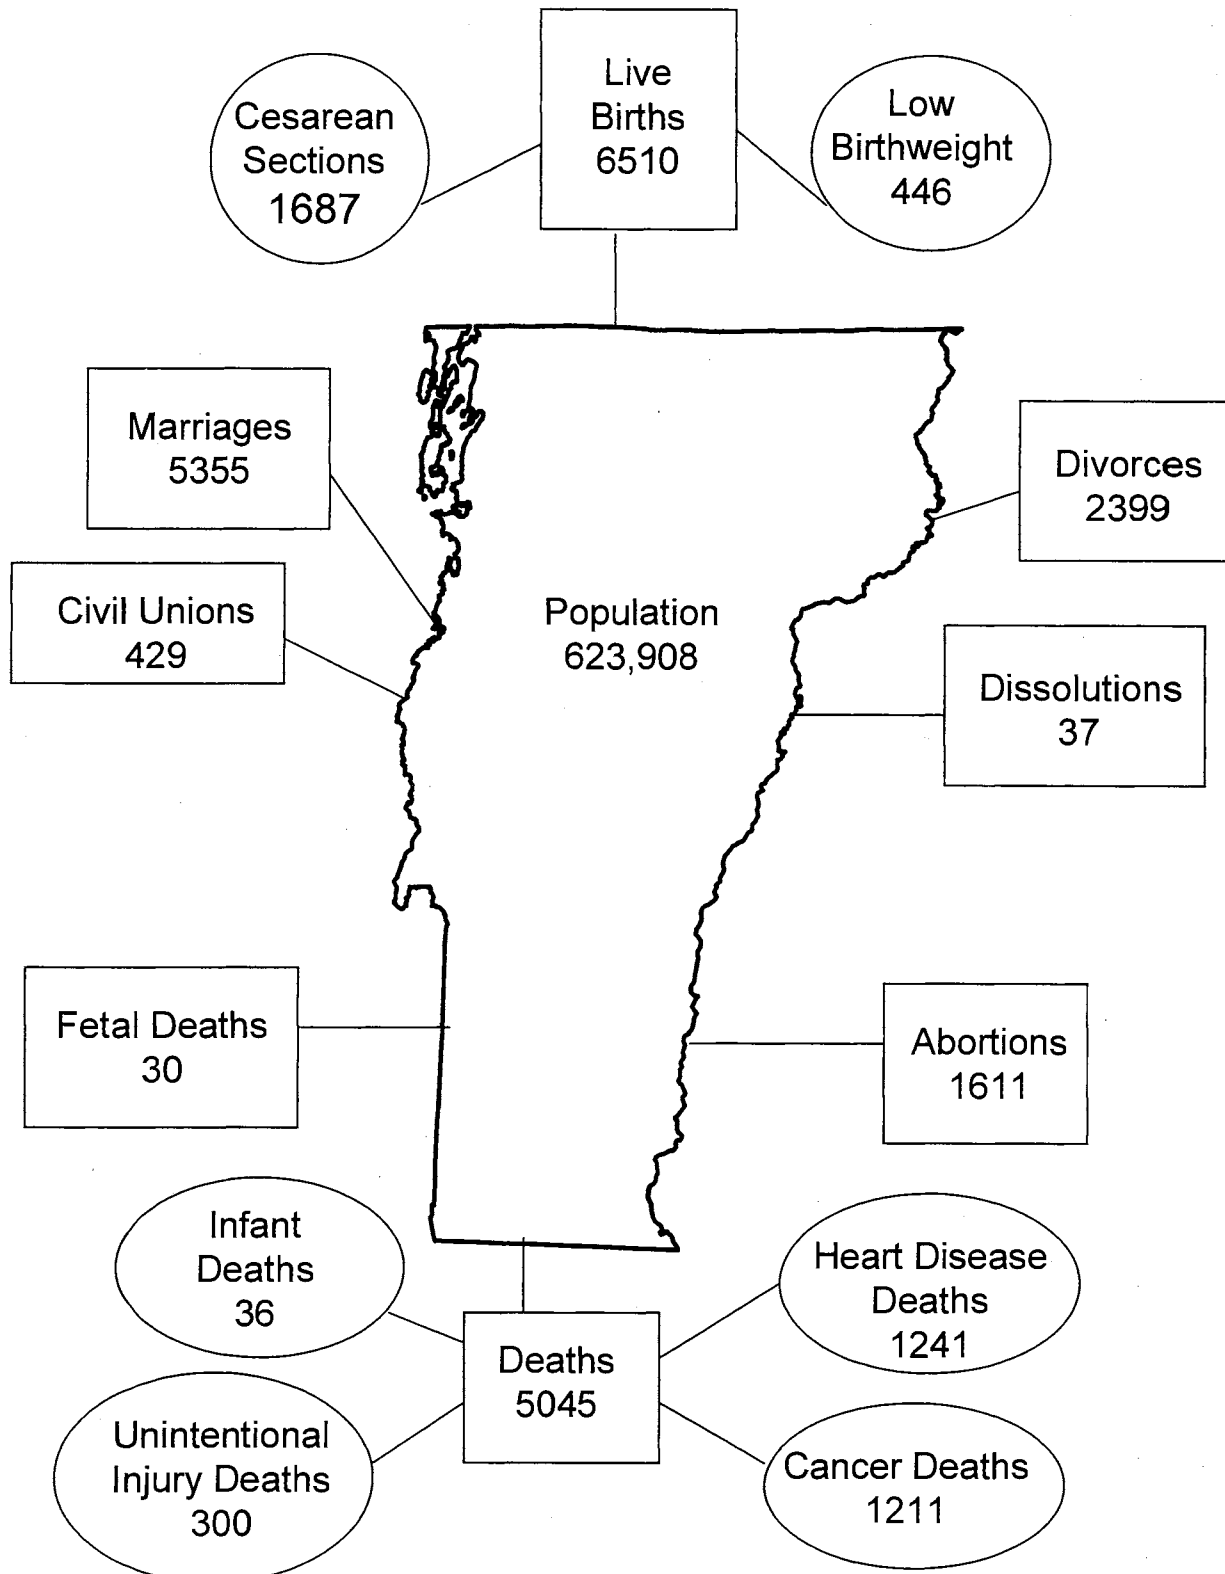 Live
Births
6510
Cesarean
Sections
1687
Low
Birthweight
446
Marriages
5355
Divorces
2399
Civil Unions
429
Population
623,908
Dissolutions
37
Fetal Deaths
30
Abortions
1611
Infant
Deaths
36
Heart Disease
Deaths
1241
Deaths
5045
Unintentional
Injury Deaths
300
Cancer Deaths
1211